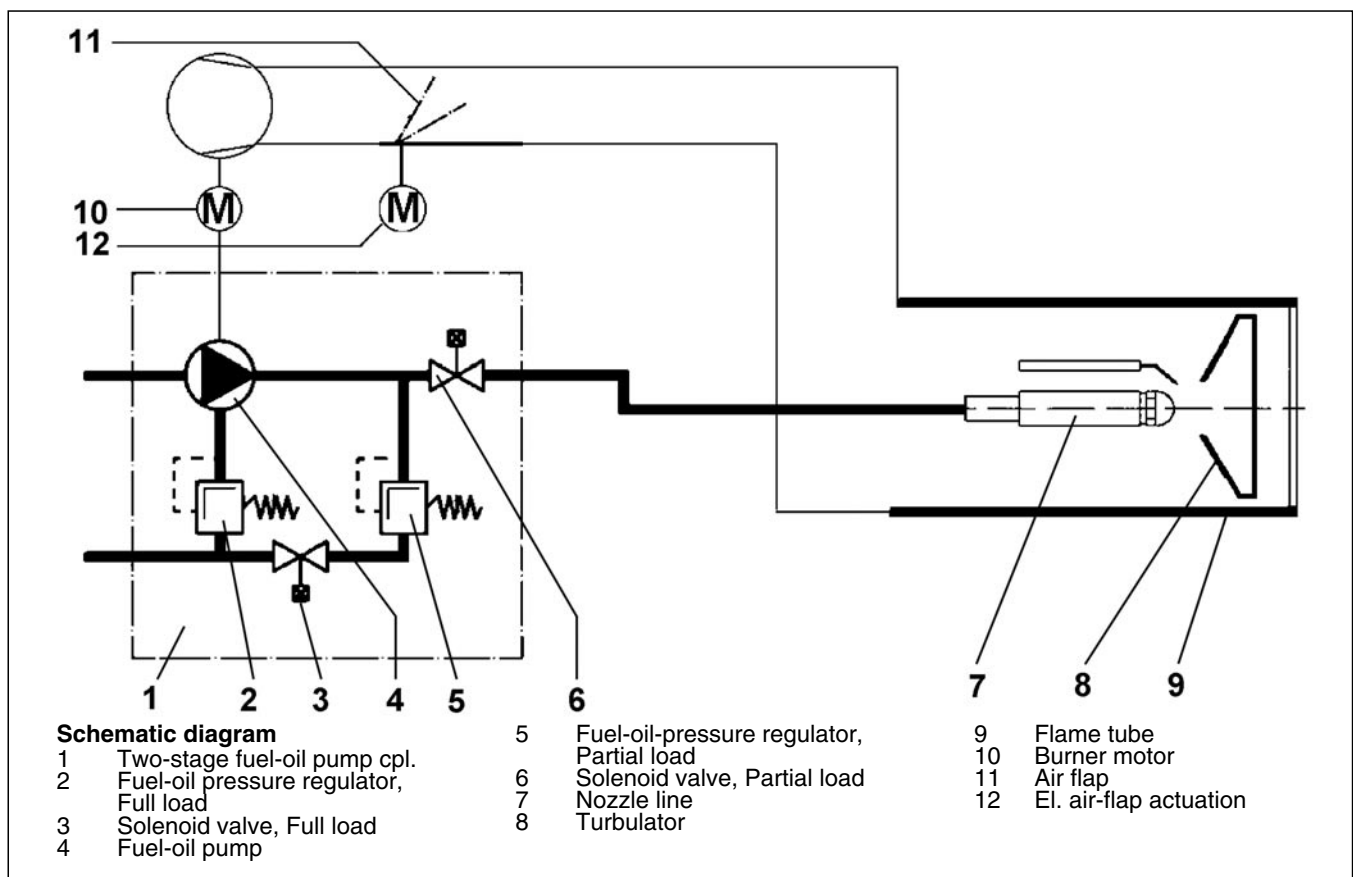 11
10 M M
12
1 2 3 4 5 6 7 8 9
Schematic diagram
1 Two-stage fuel-oil pump cpl.
2 Fuel-oil pressure regulator,
Full load
3 Solenoid valve, Full load
4 Fuel-oil pump
5 Fuel-oil-pressure regulator,
Partial load
6 Solenoid valve, Partial load
7 Nozzle line
8 Turbulator
9 Flame tube
10 Burner motor
11 Air flap
12 El. air-flap actuation